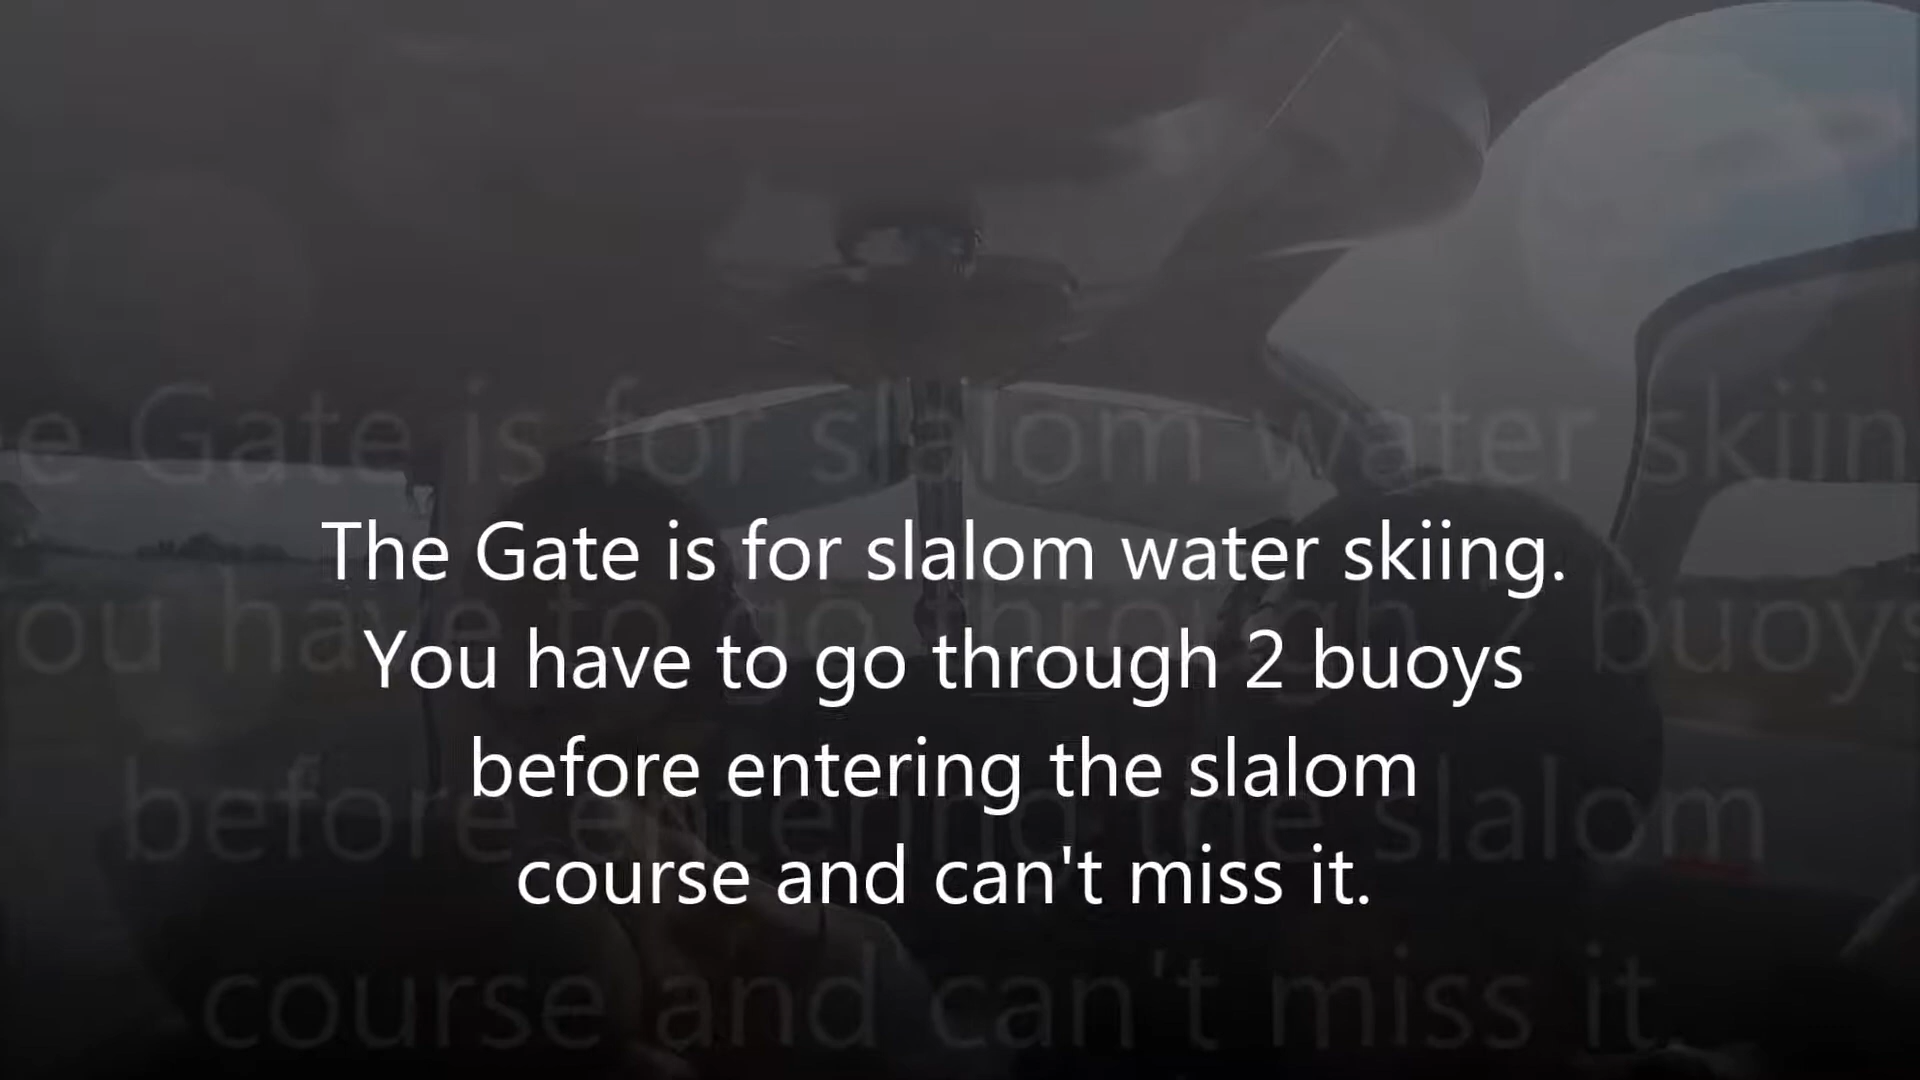 The Gate is for slalom water skiing.
You have to go through 2 buoys
before entering the slalom
course and can't miss it.